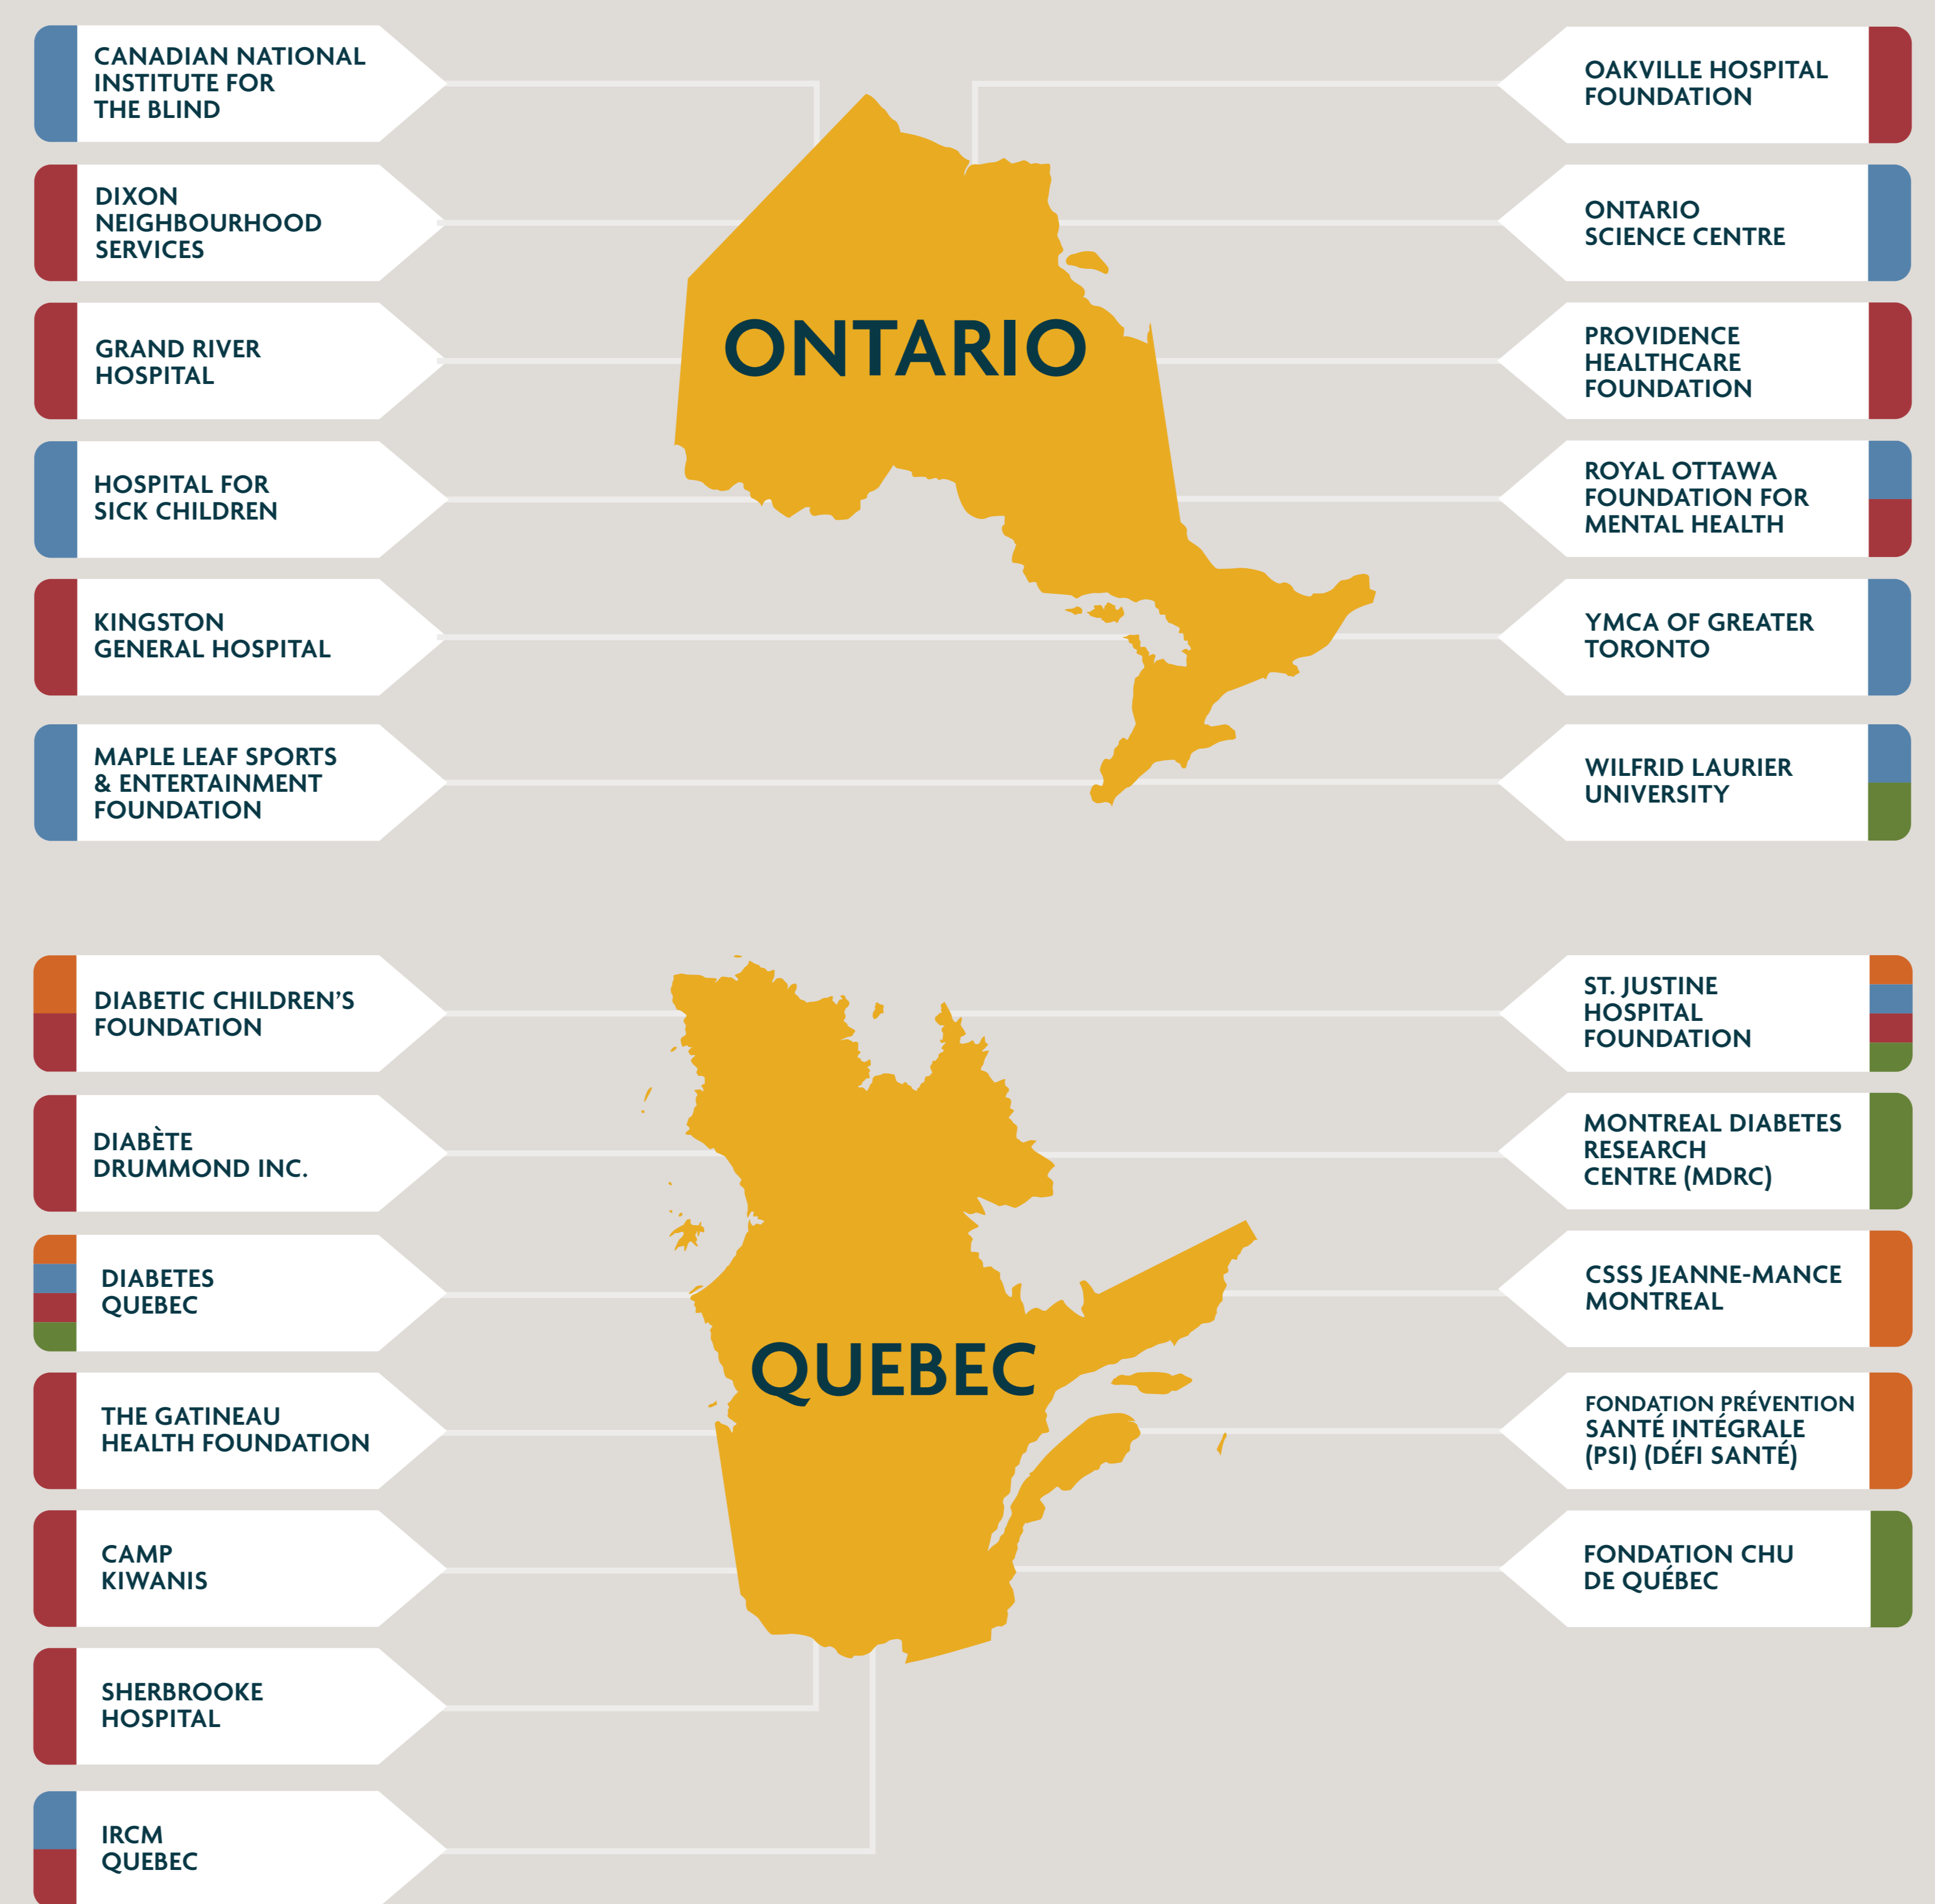 CANADIAN NATIONAL
INSTITUTE FOR
THE BLIND
DIXON
NEIGHBOURHOOD
SERVICES
GRAND RIVER
HOSPITAL
HOSPITAL FOR
SICK CHILDREN
KINGSTON
GENERAL HOSPITAL
MAPLE LEAF SPORTS
& ENTERTAINMENT
FOUNDATION
ONTARIO
OAKVILLE HOSPITAL
FOUNDATION
ONTARIO
SCIENCE CENTRE
PROVIDENCE
HEALTHCARE
FOUNDATION
ROYAL OTTAWA
FOUNDATION FOR
MENTAL HEALTH
YMCA OF GREATER
TORONTO
WILFRID LAURIER
UNIVERSITY
DIABETIC CHILDREN’S
FOUNDATION
DIABÈTE
DRUMMOND INC.
DIABETES
QUEBEC
THE GATINEAU
HEALTH FOUNDATION
CAMP
KIWANIS
SHERBROOKE
HOSPITAL
IRCM
QUEBEC
QUEBEC
ST. JUSTINE
HOSPITAL
FOUNDATION
MONTREAL DIABETES
RESEARCH
CENTRE (MDRC)
CSSS JEANNE-MANCE
MONTREAL
FONDATION PRÉVENTION
SANTÉ INTÉGRALE
(PSI) (DÉFI SANTÉ)
FONDATION CHU
DE QUÉBEC